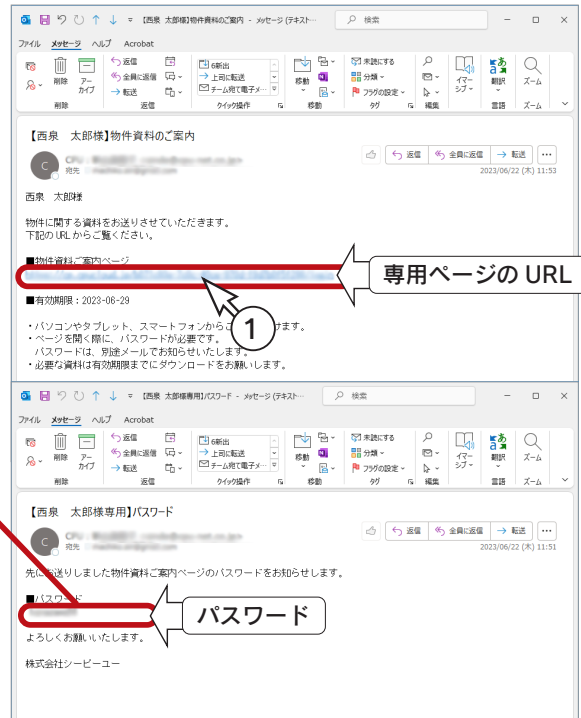 【西泉 太郎様】物件資料のご案内 - メッセージ (テキスト…
検索
ファイル メッセージ ヘルプ Acrobat
削除
アー
カイブ
返信
全員に返信
転送
6新出
上司に転送
チーム宛て電子メ…
移動
未読にする
分類
フラグの設定
イマー
シブ
翻訳
ズーム
削除 返信 クイック操作 移動 タグ 編集 言語 ズーム
【西泉 太郎様】物件資料のご案内
C
CPU :
宛先
返信 全員に返信 転送
2023/06/22 (木) 11:53
西泉 太郎様
物件に関する資料をお送りさせていただきます。
下記の URL からご覧ください。
■物件資料ご案内ページ
専用ページの URL
■有効期限:2023-06-29
1
・パソコンやタブレット、スマートフォンからご けます。
・ページを開く際に、パスワードが必要です。
パスワードは、別途メールでお知らせいたします。
・必要な資料は有効期限までにダウンロードをお願いします。
【西泉 太郎様専用】パスワード - メッセージ (テキスト…
検索
ファイル メッセージ ヘルプ Acrobat
削除
アー
カイブ
返信
全員に返信
転送
6新出
上司に転送
チーム宛て電子メ…
移動
未読にする
分類
フラグの設定
イマー
シブ
翻訳
ズーム
削除 返信 クイック操作 移動 タグ 編集 言語 ズーム
【西泉 太郎様専用】パスワード
C
CPU :
宛先
返信 全員に返信 転送
2023/06/22 (木) 11:51
先にお送りしました物件資料ご案内ページのパスワードをお知らせします。
■パスワード
パスワード
よろしくお願いいたします。
株式会社シーピーユー